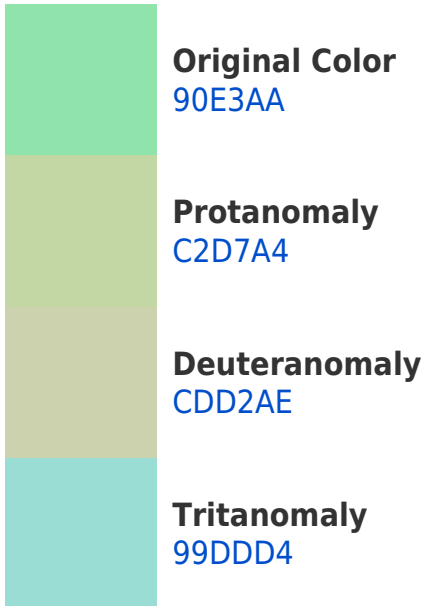 Original Color
90E3AA
Protanomaly
C2D7A4
Deuteranomaly
CDD2AE
Tritanomaly
99DDD4